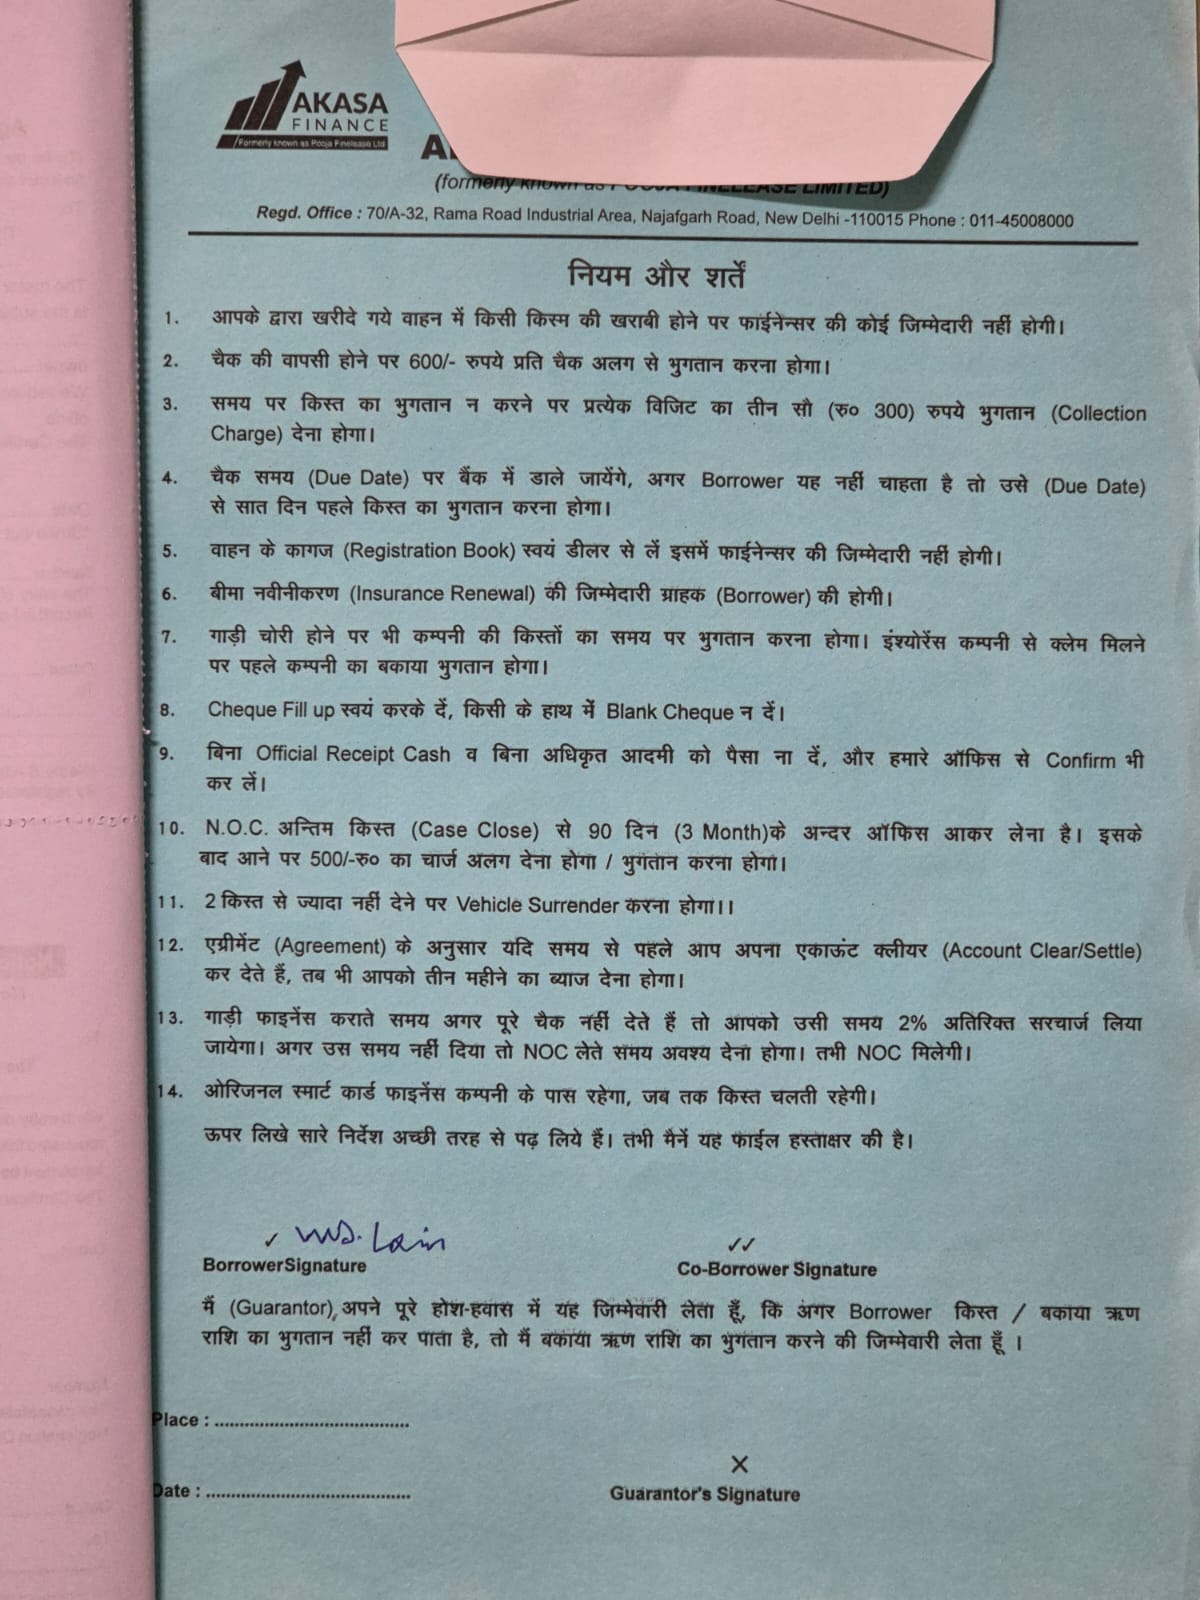 AKASA
FINANCE
Formerly known as Pooja Finelease Ltd
(formerly known as POOJA FINELEASE LIMITED)
Regd. Office : 70/A-32, Rama Road Industrial Area, Najafgarh Road, New Delhi -110015 Phone : 011-45008000
नियम और शर्तें
1. आपके द्वारा खरीदे गये वाहन में किसी किस्म की खराबी होने पर फाईनेन्सर की कोई जिम्मेदारी नहीं होगी।
2. चैक की वापसी होने पर 600/- रुपये प्रति चैक अलग से भुगतान करना होगा।
3. समय पर किस्त का भुगतान न करने पर प्रत्येक विजिट का तीन सौ (रु० 300) रुपये भुगतान (Collection
Charge) देना होगा।
4. चैक समय (Due Date) पर बैंक में डाले जायेंगे, अगर Borrower यह नहीं चाहता है तो उसे (Due Date)
से सात दिन पहले किस्त का भुगतान करना होगा।
5. वाहन के कागज (Registration Book) स्वयं डीलर से लें इसमें फाईनेन्सर की जिम्मेदारी नहीं होगी।
6. बीमा नवीनीकरण (Insurance Renewal) की जिम्मेदारी ग्राहक (Borrower) की होगी।
7. गाड़ी चोरी होने पर भी कम्पनी की किस्तों का समय पर भुगतान करना होगा। इंश्योरेंस कम्पनी से क्लेम मिलने
पर पहले कम्पनी का बकाया भुगतान होगा।
8. Cheque Fill up स्वयं करके दें, किसी के हाथ में Blank Cheque न दें।
9. बिना Official Receipt Cash व बिना अधिकृत आदमी को पैसा ना दें, और हमारे ऑफिस से Confirm भी
कर लें।
10. N.O.C. अन्तिम किस्त (Case Close) से 90 दिन (3 Month)के अन्दर ऑफिस आकर लेना है। इसके
बाद आने पर 500/-रु० का चार्ज अलग देना होगा / भुगतान करना होगा।
11. 2 किस्त से ज्यादा नहीं देने पर Vehicle Surrender करना होगा।।
12. एग्रीमेंट (Agreement) के अनुसार यदि समय से पहले आप अपना एकाऊंट क्लीयर (Account Clear/Settle)
कर देते हैं, तब भी आपको तीन महीने का ब्याज देना होगा।
13. गाड़ी फाइनेंस कराते समय अगर पूरे चैक नहीं देते हैं तो आपको उसी समय 2% अतिरिक्त सरचार्ज लिया
जायेगा। अगर उस समय नहीं दिया तो NOC लेते समय अवश्य देना होगा। तभी NOC मिलेगी।
14. ओरिजनल स्मार्ट कार्ड फाइनेंस कम्पनी के पास रहेगा, जब तक किस्त चलती रहेगी।
ऊपर लिखे सारे निर्देश अच्छी तरह से पढ़ लिये हैं। तभी मैनें यह फाईल हस्ताक्षर की है।
Borrower Signature
Co-Borrower Signature
मैं (Guarantor), अपने पूरे होश-हवास में यह जिम्मेवारी लेता हूँ, कि अगर Borrower किस्त / बकाया ऋण
राशि का भुगतान नहीं कर पाता है, तो मैं बकाया ऋण राशि का भुगतान करने की जिम्मेवारी लेता हूँ ।
Place : .......................................
Date : .........................................
Guarantor's Signature